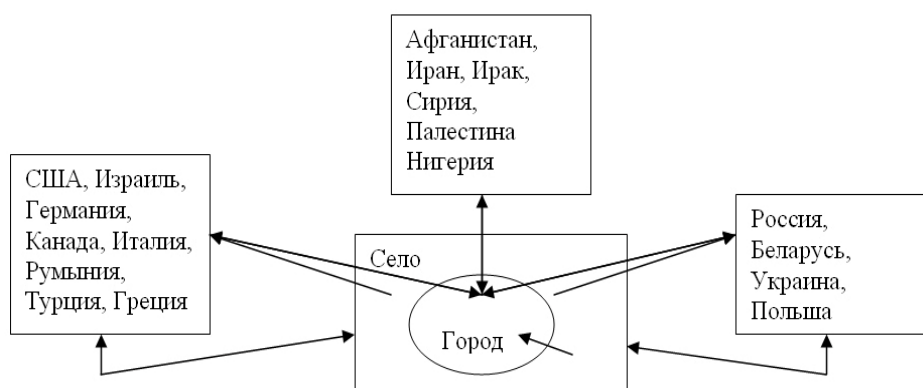 Афганистан,
Иран, Ирак,
Сирия,
Палестина
Нигерия
США, Израиль,
Германия,
Канада, Италия,
Румыния,
Турция, Греция
Россия,
Беларусь,
Украина,
Польша
Село
Город